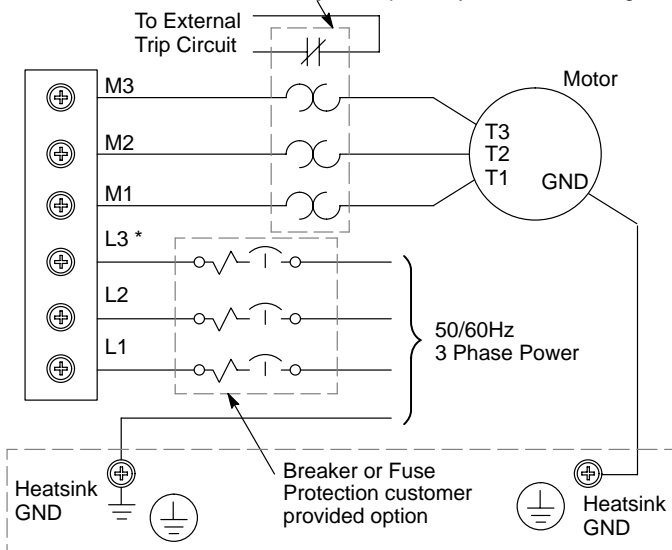 To External
Trip Circuit
M3
M2
M1
L3 *
L2
L1
Motor
T3
T2
T1
GND
50/60Hz
3 Phase Power
Breaker or Fuse
Protection customer
provided option
Heatsink
GND
Heatsink
GND